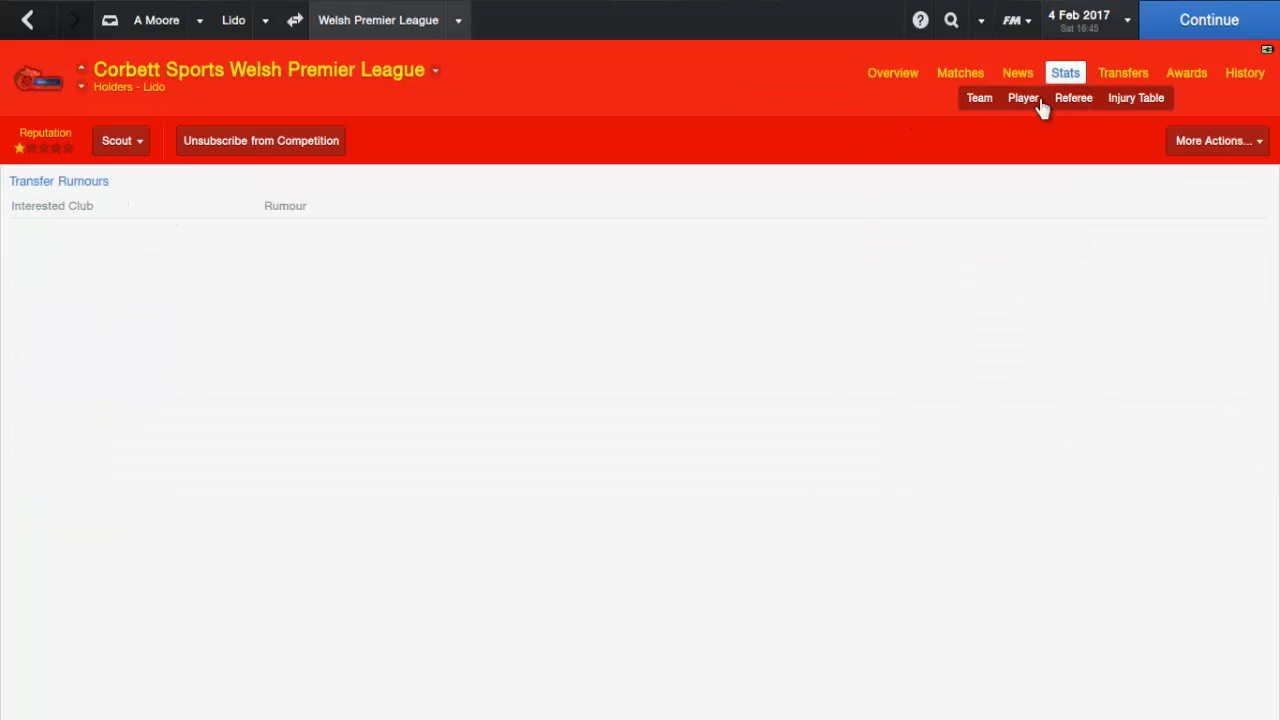 A Moore
Lido
Welsh Premier League
FM
4 Feb 2017
Sat 16:45
Continue
Corbett Sports Welsh Premier League
Holders - Lido
Overview
Matches
News
Stats
Transfers
Awards
History
Team
Player
Referee
Injury Table
Reputation
Scout
Unsubscribe from Competition
More Actions...
Transfer Rumours
Interested Club
Rumour